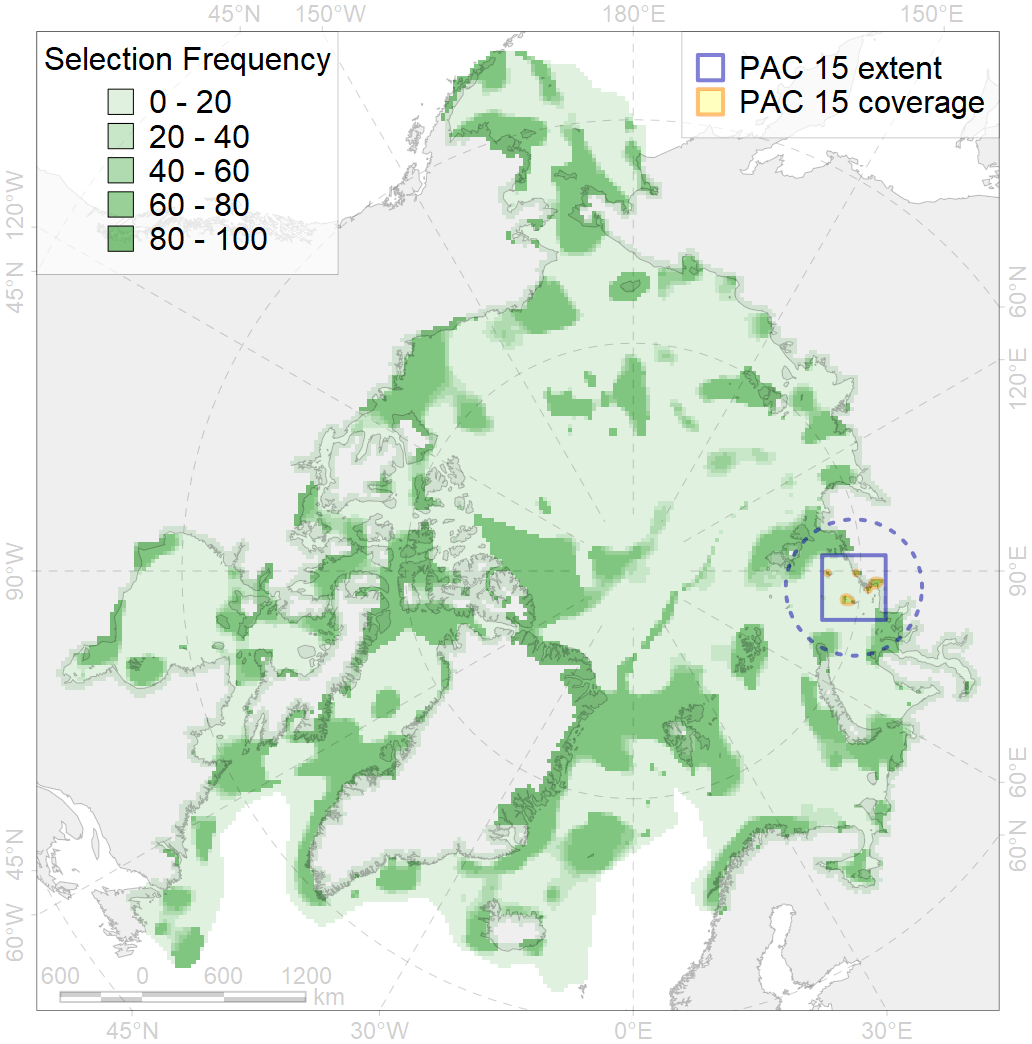 45°N 150°W 180°E 150°E
Selection Frequency
0 - 20
20 - 40
40 - 60
60 - 80
80 - 100
PAC 15 extent
PAC 15 coverage
120°W
45°N
90°W
45°N
60°W
60°N
120°E
90°E
60°E
60°N
600 0 600 1200
km
45°W 30°W 0°E 30°E